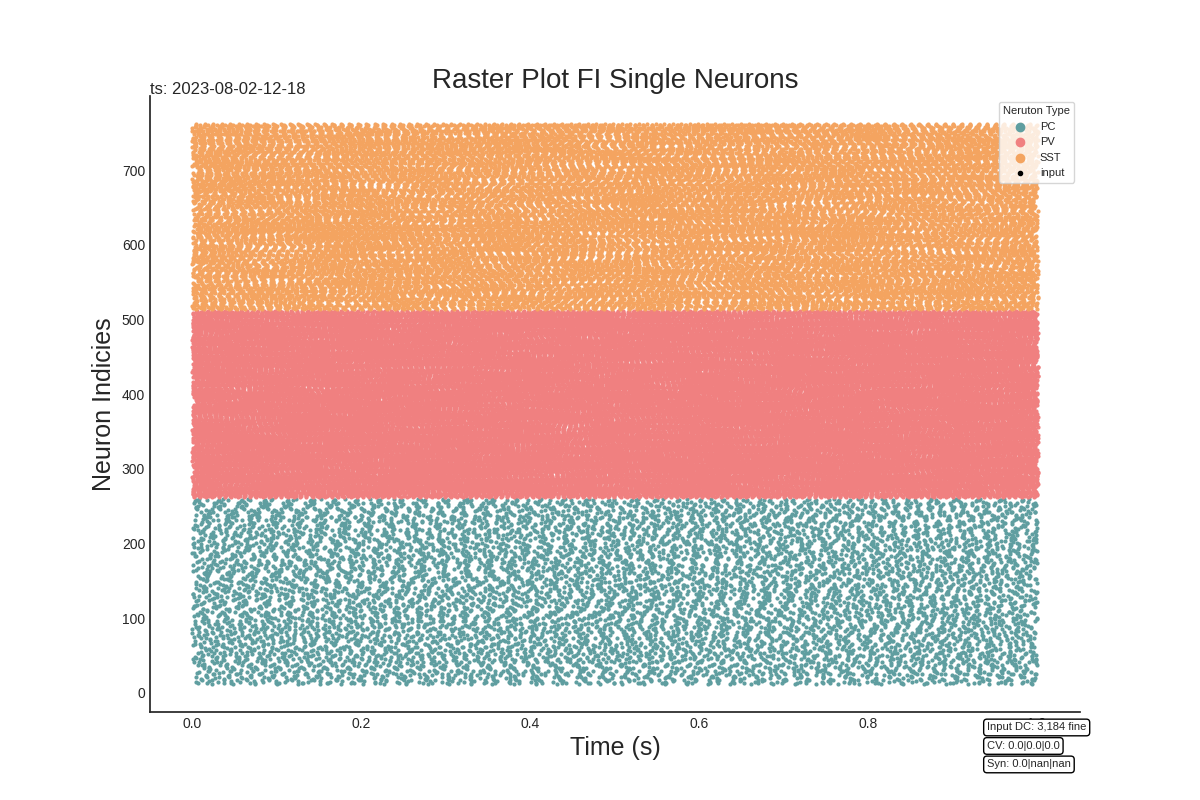 Raster Plot FI Single Neurons
ts: 2023-08-02-12-18
Neruton Type
PC
PV
SST
input
Neuron Indicies
700
600
500
400
300
200
100
0
0.0 0.2 0.4 0.6 0.8
Time (s)
Input DC: 3,184 fine
CV: 0.0|0.0|0.0
Syn: 0.0|nan|nan